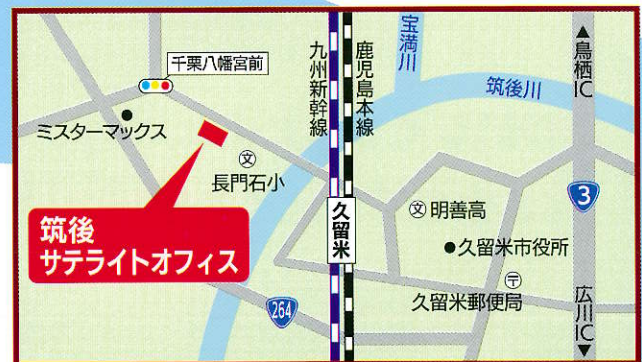 千栗八幡宮前
ミスターマックス
文
長門石小
筑後
サテライトオフィス
九州新幹線
鹿児島本線
久留米
宝満川
筑後川
▲鳥栖IC
3
文 明善高
●久留米市役所
〒
久留米郵便局
264
広川IC▼